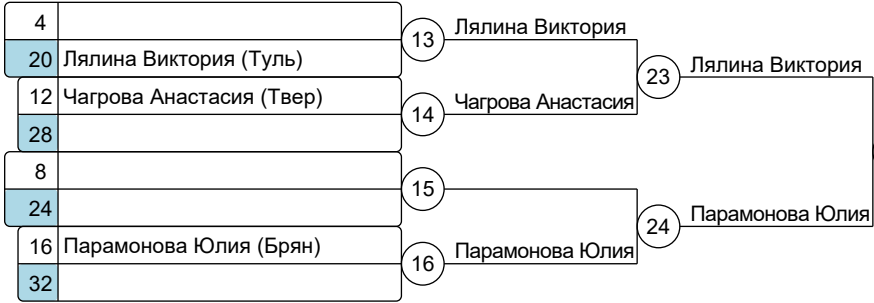 4
13
Лялина Виктория
20 Лялина Виктория (Туль)
23
Лялина Виктория
12 Чагрова Анастасия (Твер)
14
Чагрова Анастасия
28
8
15
24
24
Парамонова Юлия
16 Парамонова Юлия (Брян)
16
Парамонова Юлия
32